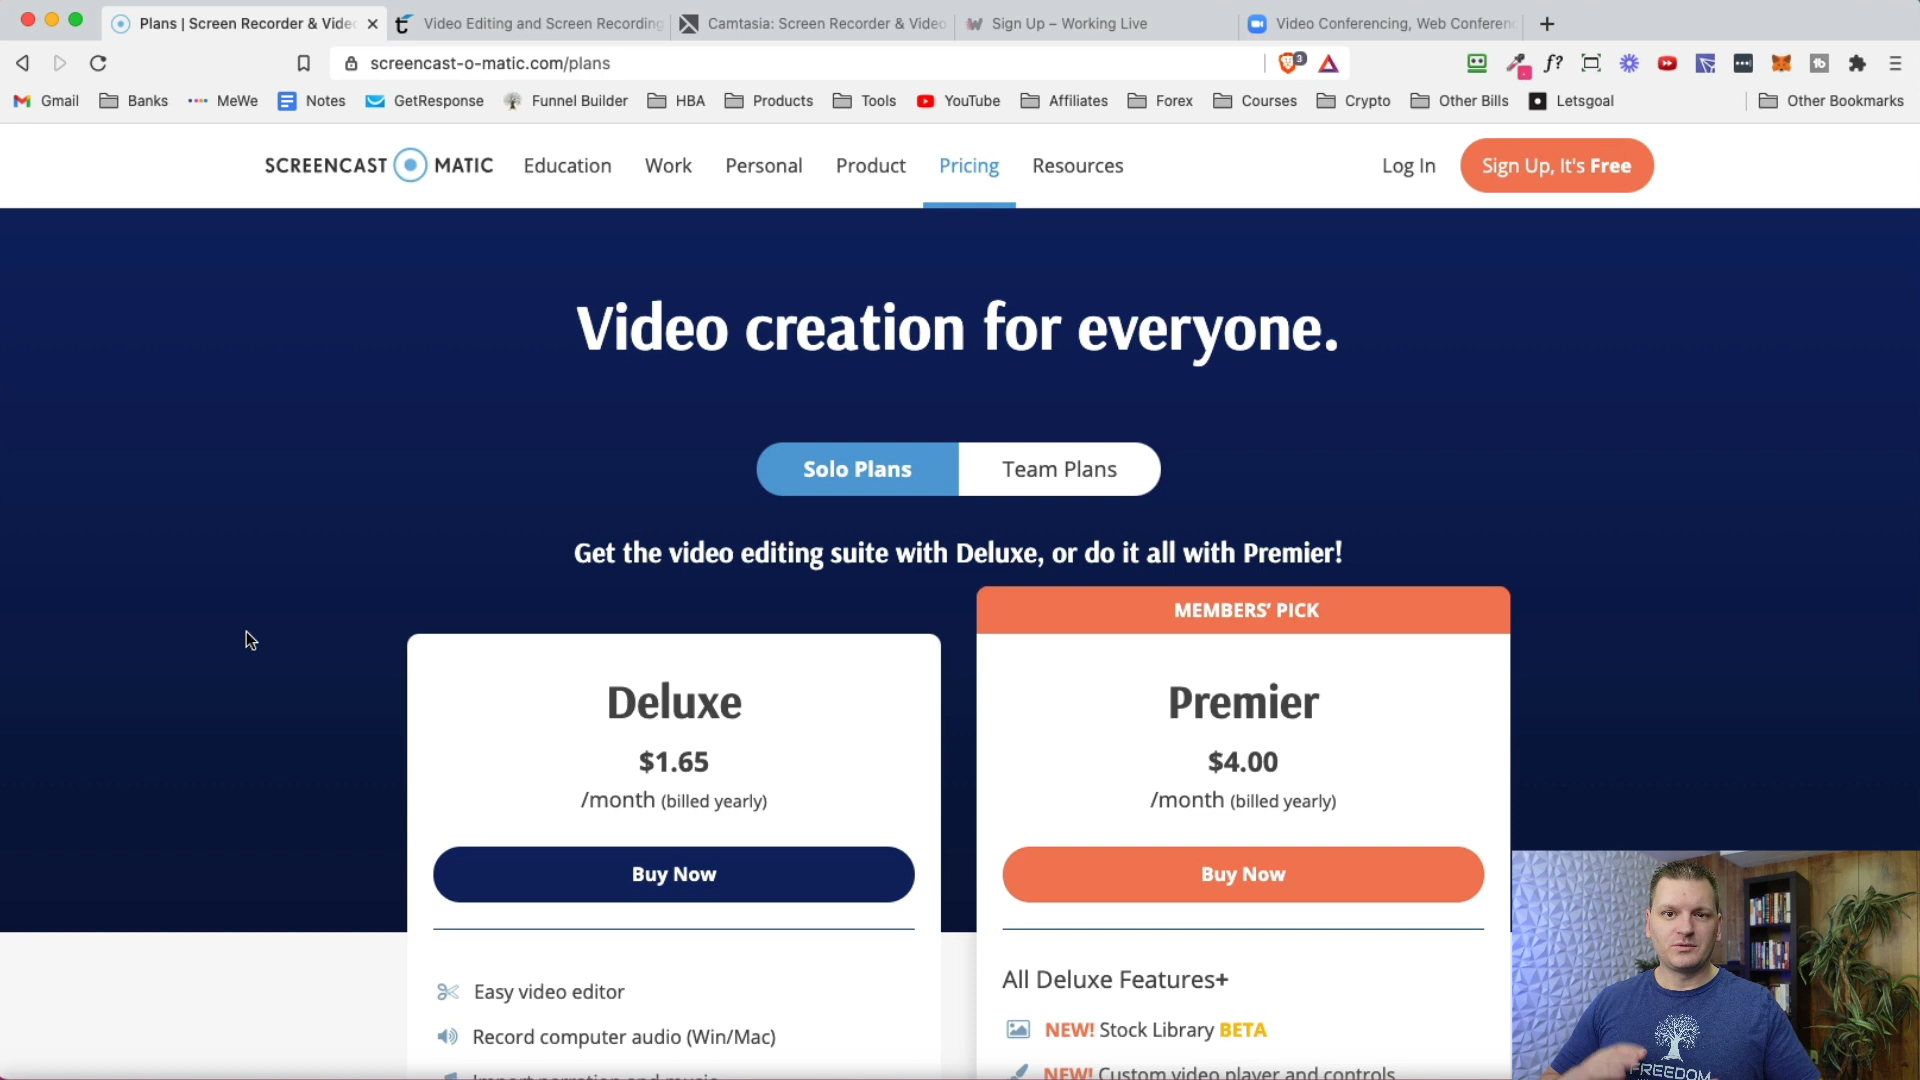 Plans | Screen Recorder & Vide
Video Editing and Screen Recording
Camtasia: Screen Recorder & Video
Sign Up – Working Live
Video Conferencing, Web Conferen
screencast-o-matic.com/plans
3
f?
Gmail
Banks
MeWe
Notes
GetResponse
Funnel Builder
HBA
Products
Tools
YouTube
Affiliates
Forex
Courses
Crypto
Other Bills
Letsgoal
Other Bookmarks
SCREENCAST MATIC
Education
Work
Personal
Product
Pricing
Resources
Log In
Sign Up, It's Free
Video creation for everyone.
Solo Plans
Team Plans
Get the video editing suite with Deluxe, or do it all with Premier!
MEMBERS' PICK
Deluxe
$1.65
/month (billed yearly)
Buy Now
Easy video editor
Record computer audio (Win/Mac)
Premier
$4.00
/month (billed yearly)
Buy Now
All Deluxe Features+
NEW! Stock Library BETA
NEW! Custom video player and controls
FREEDOM